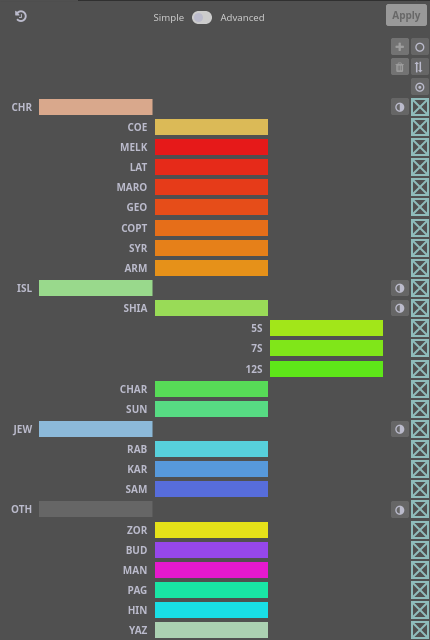 Simple Advanced Apply
CHR
COE
MELK
LAT
MARO
GEO
COPT
SYR
ARM
ISL
SHIA
5S
7S
12S
CHAR
SUN
JEW
RAB
KAR
SAM
OTH
ZOR
BUD
MAN
PAG
HIN
YAZ